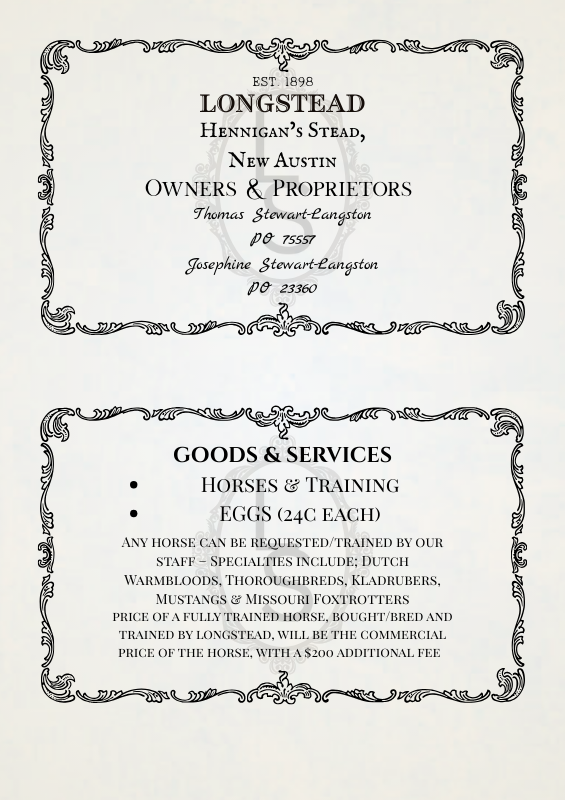 EST. 1898
LONGSTEAD
Hennigan's Stead,
New Austin
Owners & Proprietors
Thomas Stewart-Langston
PO 75557
Josephine Stewart-Langston
PO 23360
GOODS & SERVICES
• Horses & Training
• EGGS (24C EACH)
Any horse can be requested/trained by our
staff – Specialties include; Dutch
Warmbloods, Thoroughbreds, Kladrubers,
Mustangs & Missouri Foxtrotters
price of a fully trained horse, bought/bred and
trained by longstead, will be the commercial
price of the horse, with a $200 additional fee